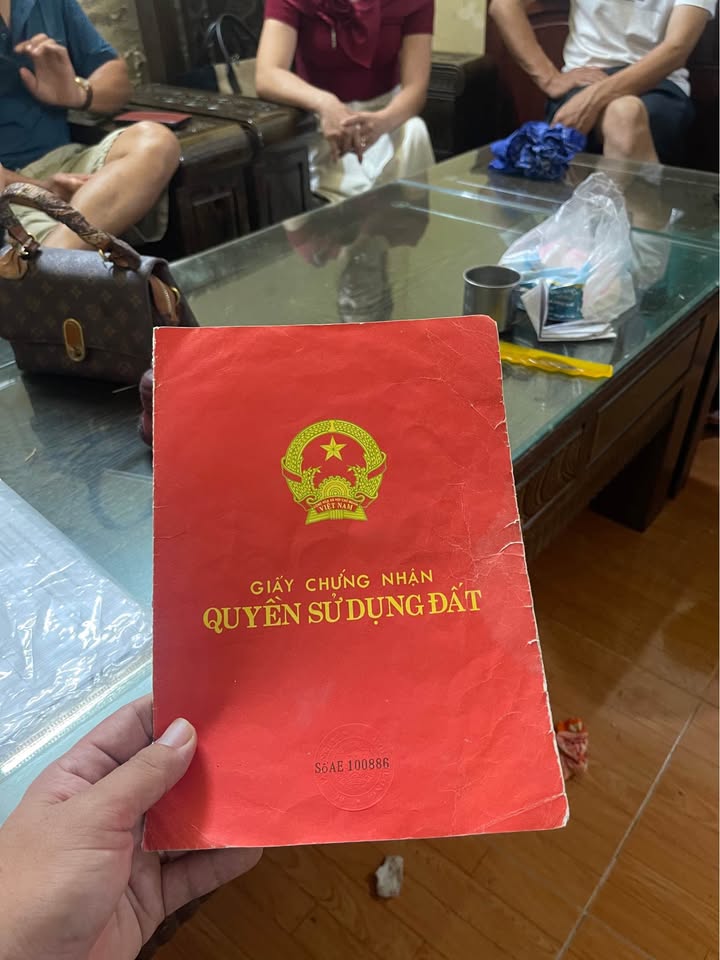 VIỆT NAM
GIẤY CHỨNG NHẬN
QUYỀN SỬ DỤNG ĐẤT
Số AE 100886